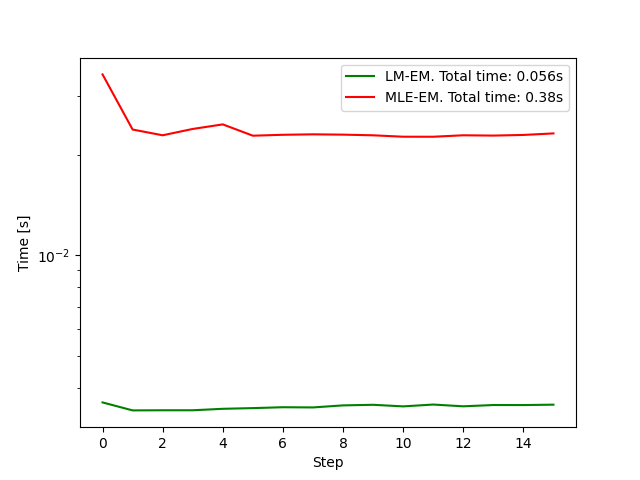 LM-EM. Total time: 0.056s
MLE-EM. Total time: 0.38s
Time [s]
10⁻²
0 2 4 6 8 10 12 14
Step